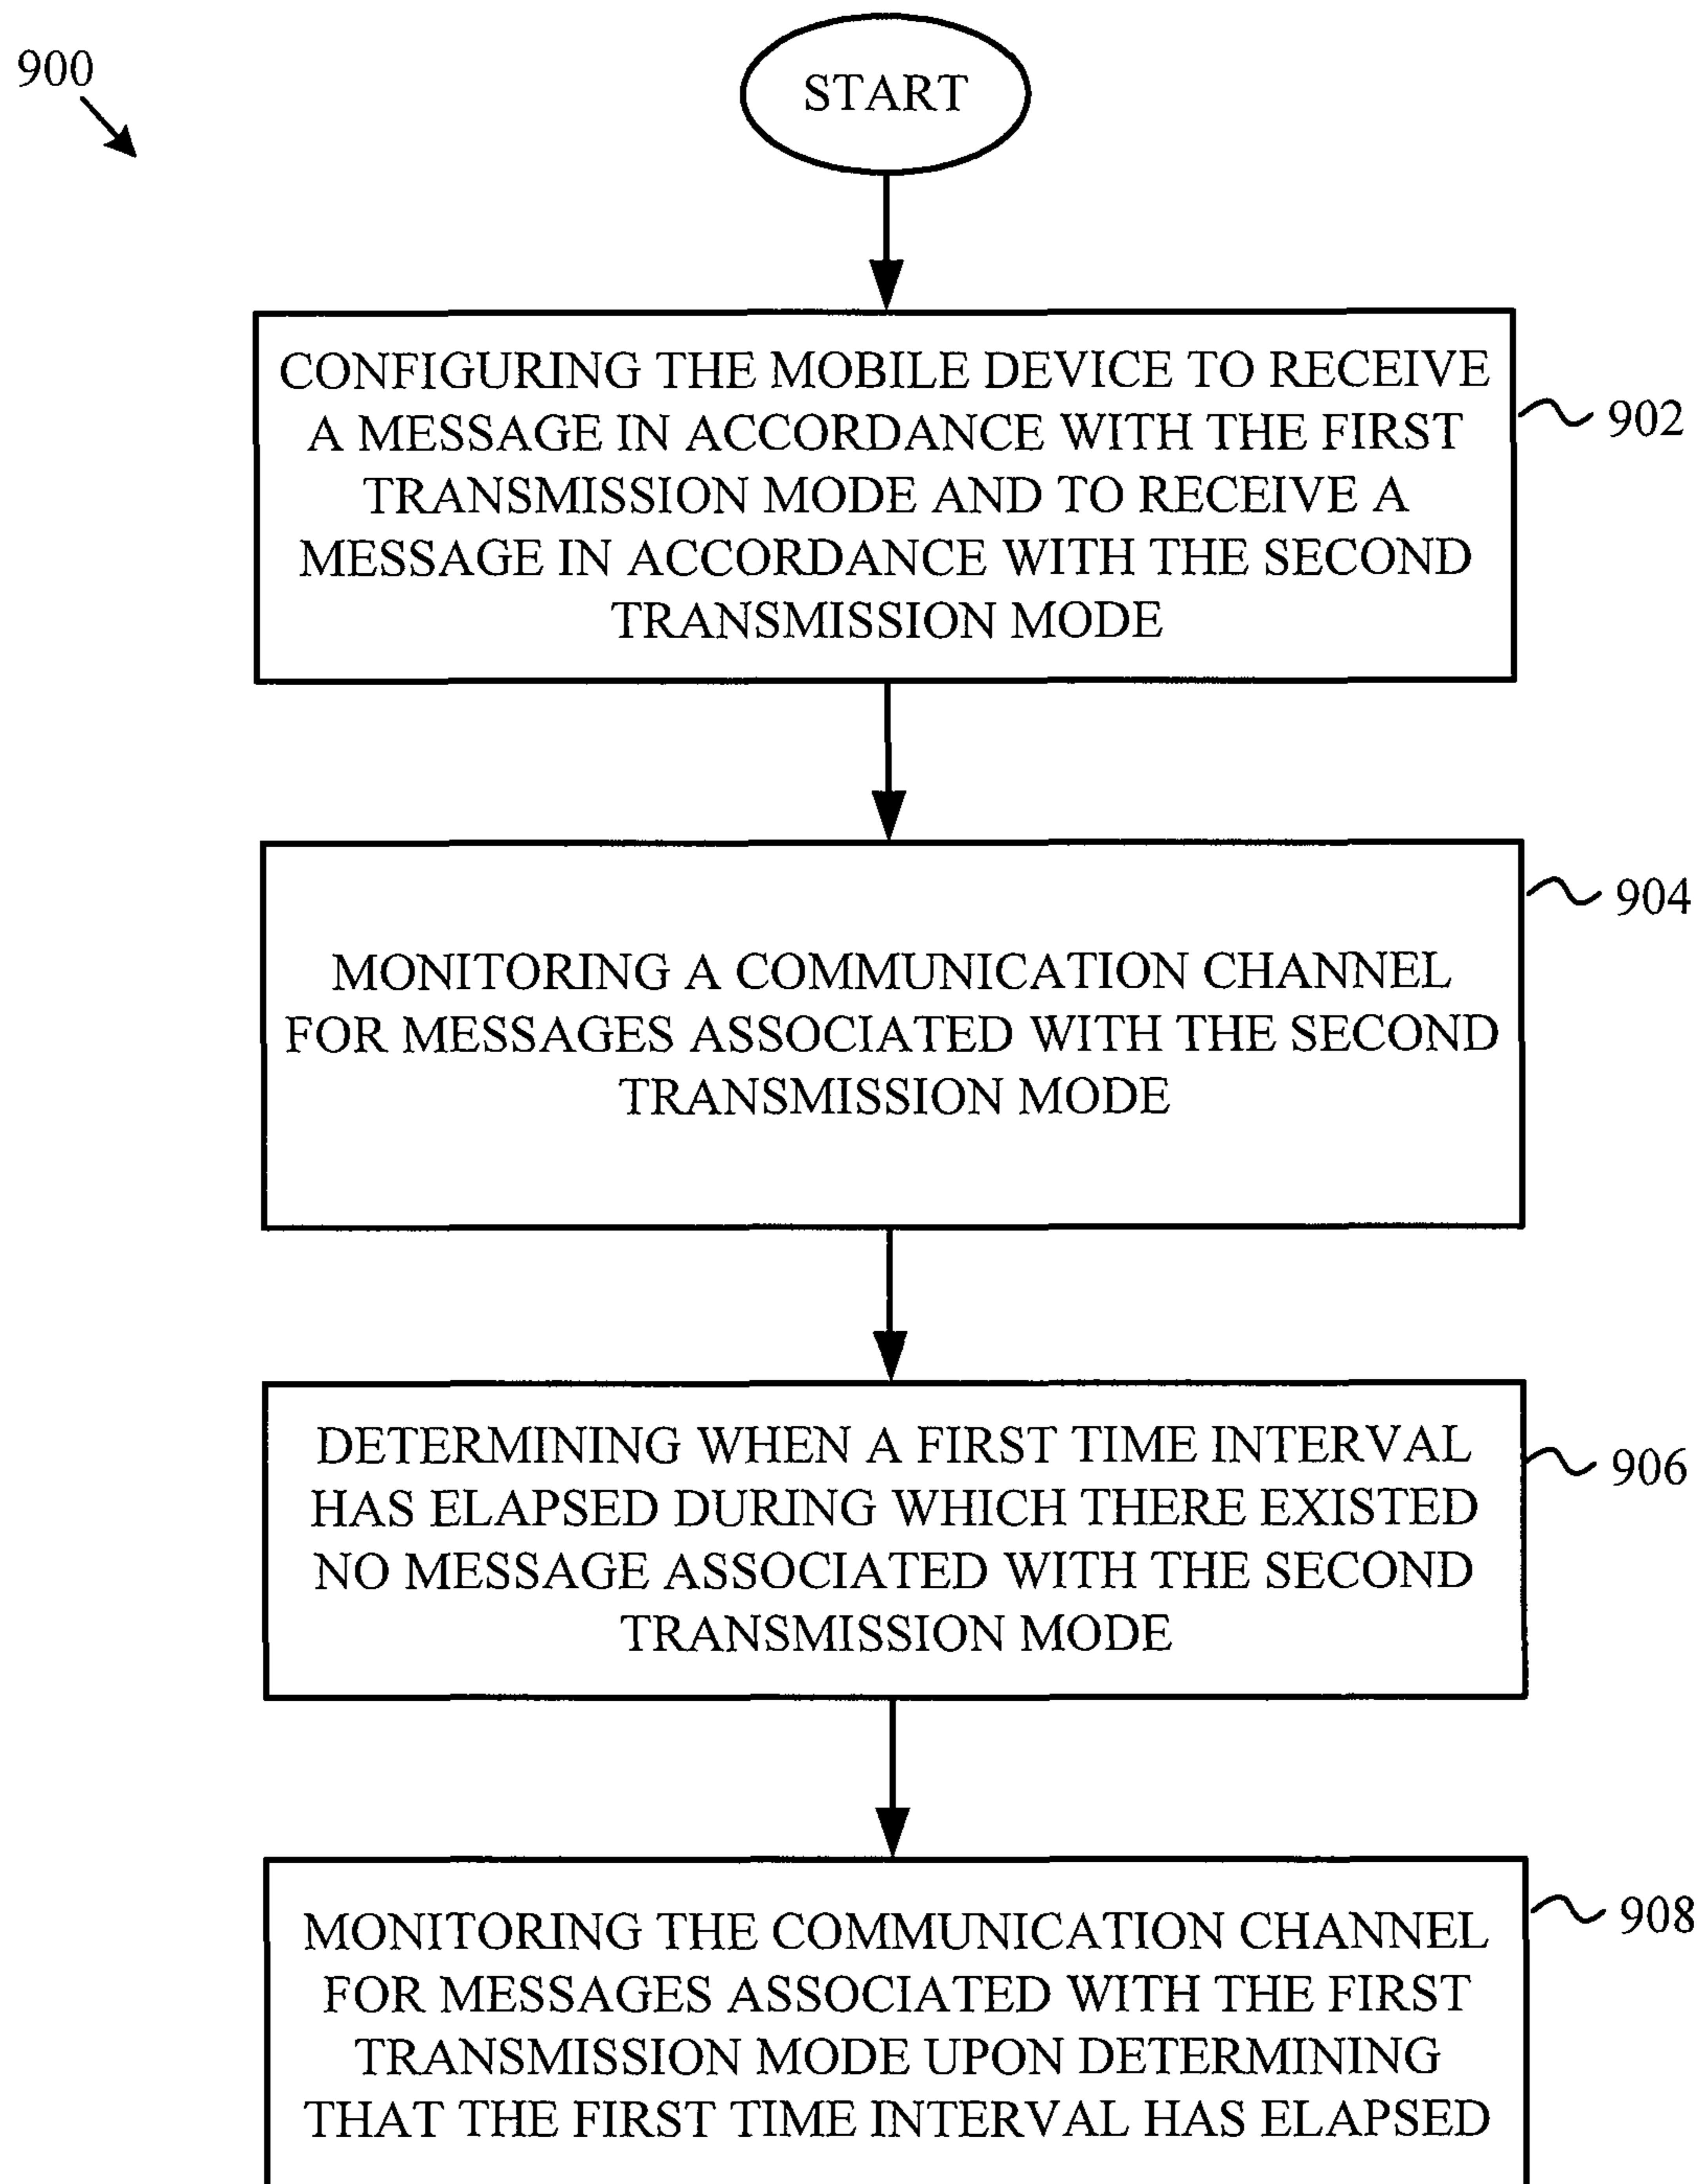 900
START
CONFIGURING THE MOBILE DEVICE TO RECEIVE
A MESSAGE IN ACCORDANCE WITH THE FIRST
TRANSMISSION MODE AND TO RECEIVE A
MESSAGE IN ACCORDANCE WITH THE SECOND
TRANSMISSION MODE
902
MONITORING A COMMUNICATION CHANNEL
FOR MESSAGES ASSOCIATED WITH THE SECOND
TRANSMISSION MODE
904
DETERMINING WHEN A FIRST TIME INTERVAL
HAS ELAPSED DURING WHICH THERE EXISTED
NO MESSAGE ASSOCIATED WITH THE SECOND
TRANSMISSION MODE
906
MONITORING THE COMMUNICATION CHANNEL
FOR MESSAGES ASSOCIATED WITH THE FIRST
TRANSMISSION MODE UPON DETERMINING
THAT THE FIRST TIME INTERVAL HAS ELAPSED
908